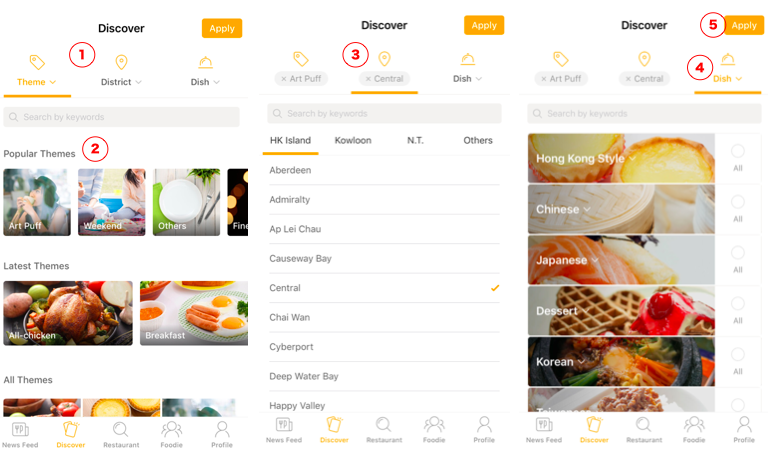 Discover
Apply
1
Theme
District
Dish
Search by keywords
Popular Themes
2
Art Puff
Weekend
Others
Fine
Latest Themes
All-chicken
Breakfast
All Themes
News Feed
Discover
Restaurant
Foodie
Profile
Discover
Apply
3
× Art Puff
× Central
Dish
Search by keywords
HK Island
Kowloon
N.T.
Others
Aberdeen
Admiralty
Ap Lei Chau
Causeway Bay
Central
Chai Wan
Cyberport
Deep Water Bay
Happy Valley
News Feed
Discover
Restaurant
Foodie
Profile
Discover
5
Apply
4
× Art Puff
× Central
Dish
Search by keywords
Hong Kong Style
All
Chinese
All
Japanese
All
Dessert
All
Korean
All
Taiwanese
News Feed
Discover
Restaurant
Foodie
Profile